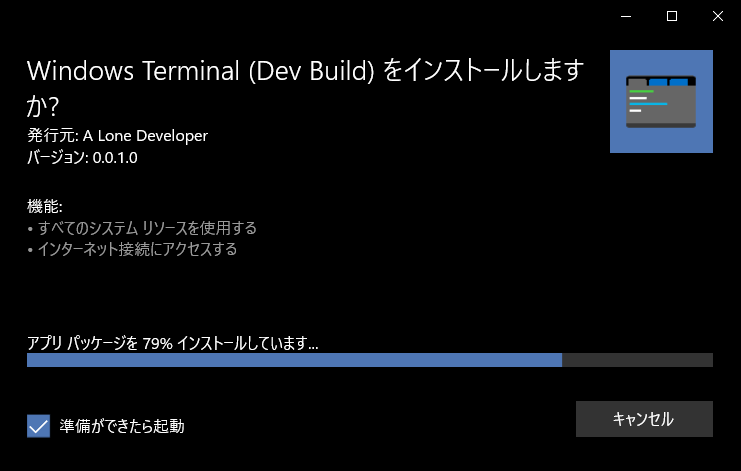 Windows Terminal (Dev Build) をインストールします
か?
発行元: A Lone Developer
バージョン: 0.0.1.0
機能:
• すべてのシステム リソースを使用する
• インターネット接続にアクセスする
アプリ パッケージを 79% インストールしています...
準備ができたら起動
キャンセル